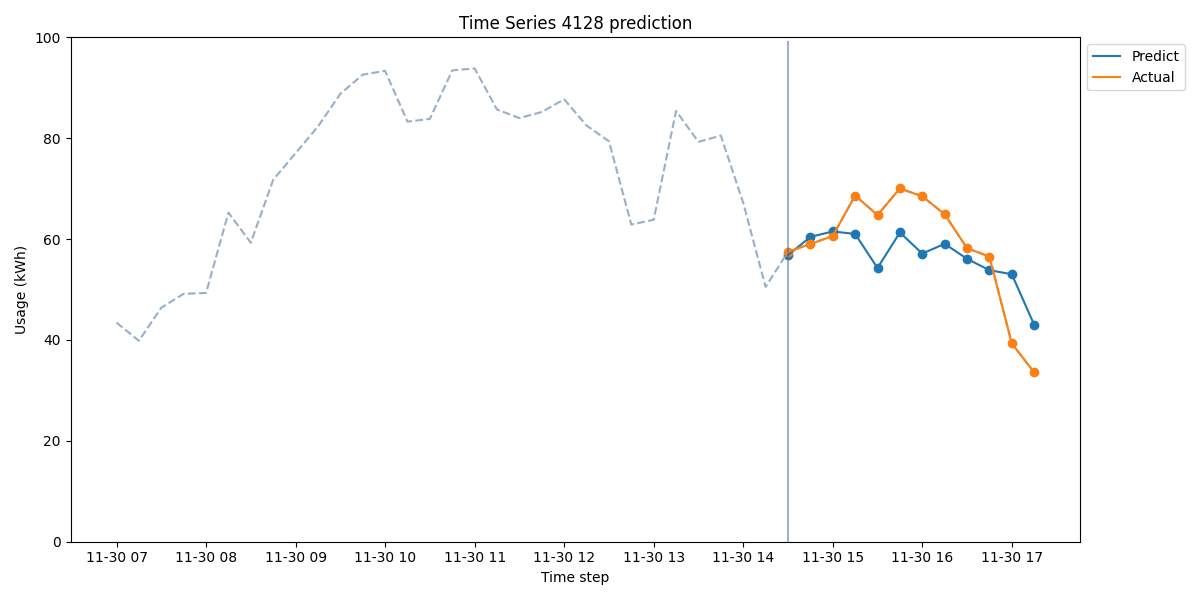 Time Series 4128 prediction
100
80
60
40
20
0
Usage (kWh)
11-30 07 11-30 08 11-30 09 11-30 10 11-30 11 11-30 12 11-30 13 11-30 14 11-30 15 11-30 16 11-30 17
Time step
Predict
Actual